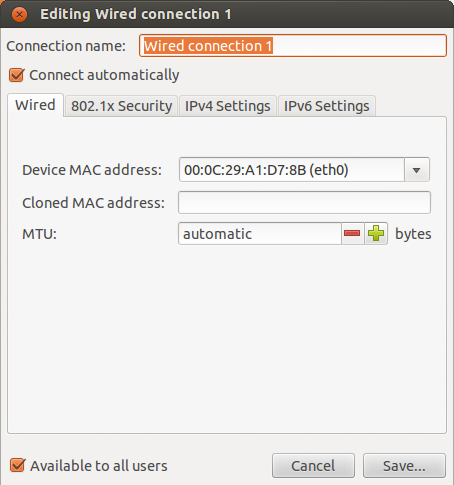 Editing Wired connection 1
Connection name: Wired connection 1
Connect automatically
Wired 802.1x Security IPv4 Settings IPv6 Settings
Device MAC address: 00:0C:29:A1:D7:8B (eth0)
Cloned MAC address:
MTU: automatic bytes
Available to all users Cancel Save...